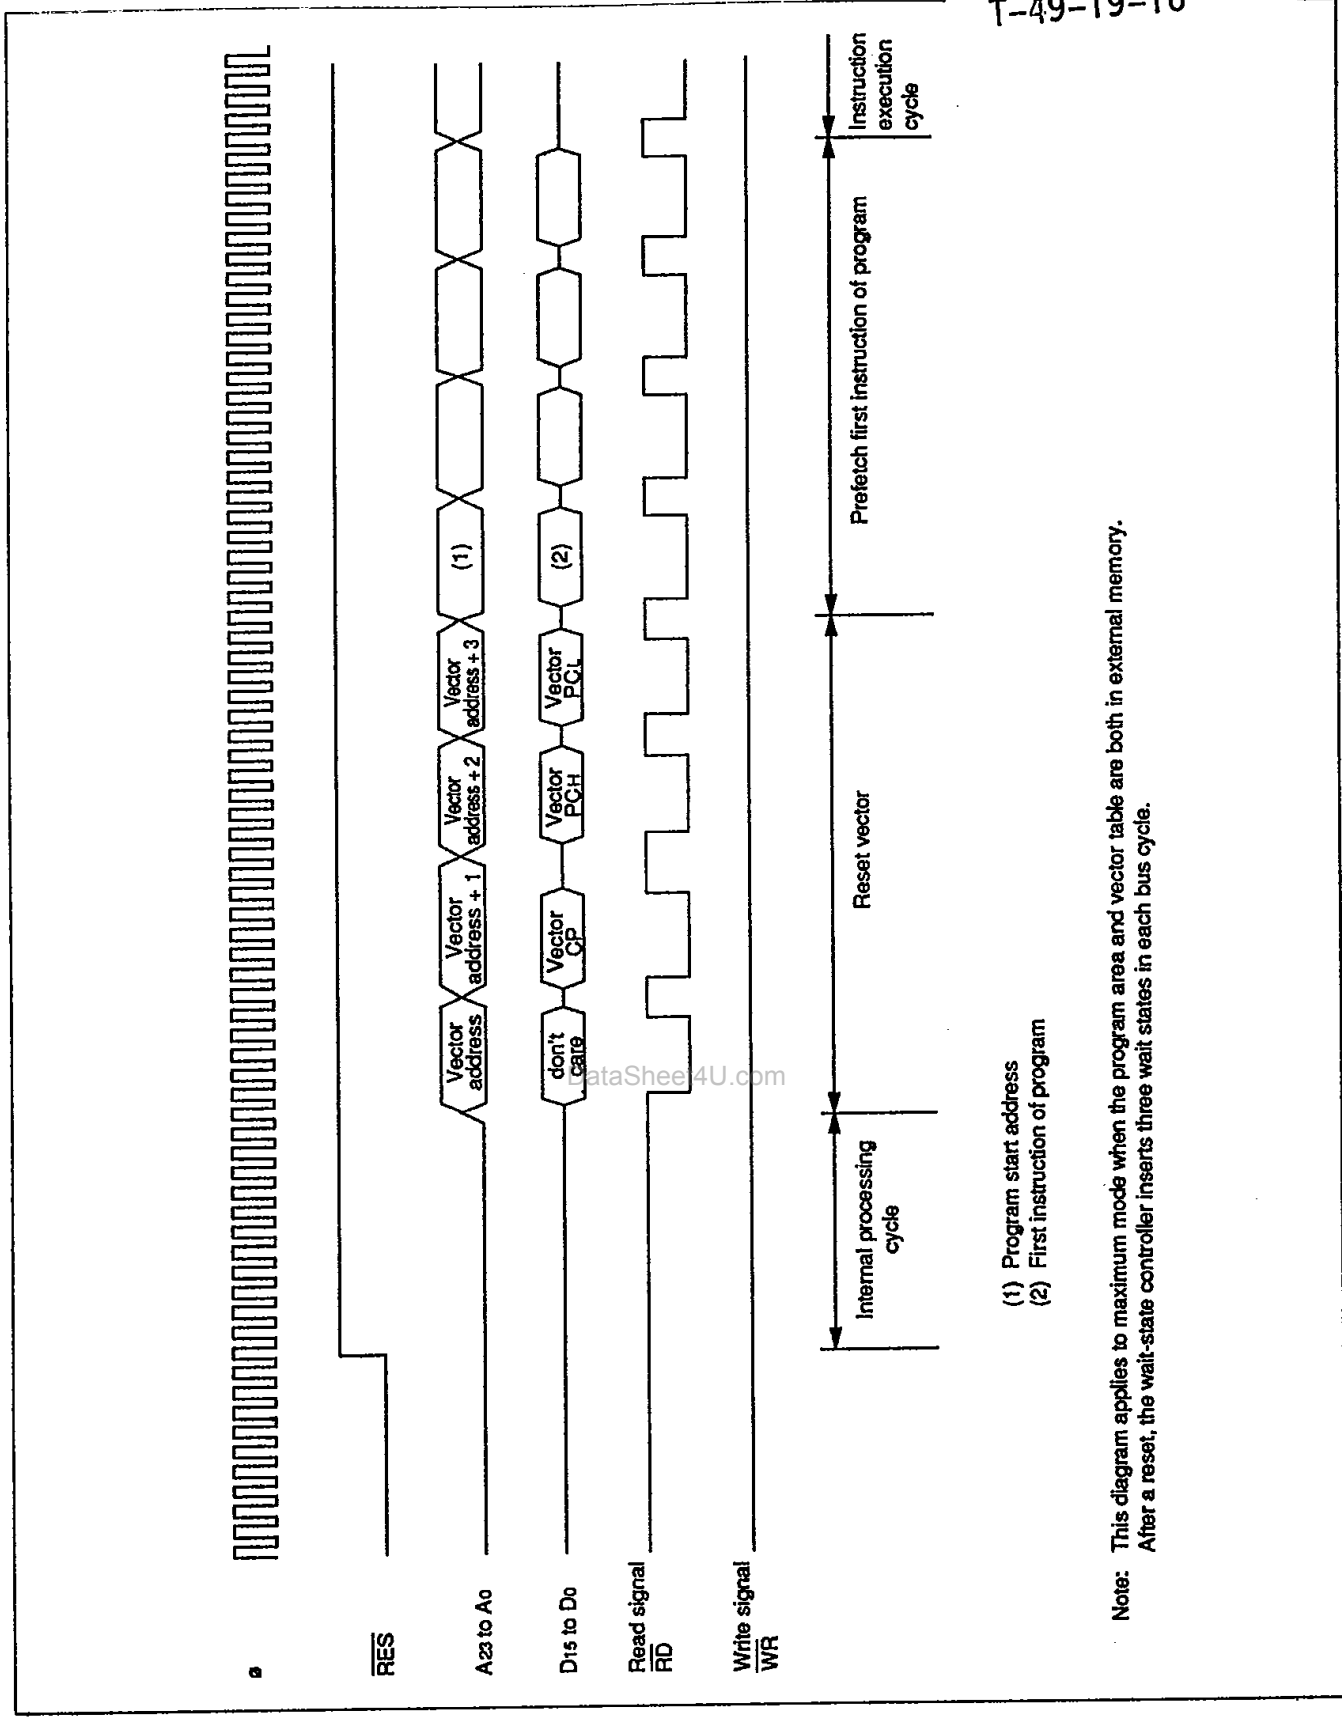 T-49-19-10
ø
RES
A23 to A0
Vector address
Vector address + 1
Vector address + 2
Vector address + 3
(1)
D15 to D0
don't care
Vector CP
Vector PCH
Vector PCL
(2)
Read signal
RD
Write signal
WR
Internal processing
cycle
Reset vector
Prefetch first instruction of program
Instruction
execution
cycle
(1) Program start address
(2) First instruction of program
Note: This diagram applies to maximum mode when the program area and vector table are both in external memory.
After a reset, the wait-state controller inserts three wait states in each bus cycle.
DataSheet4U.com